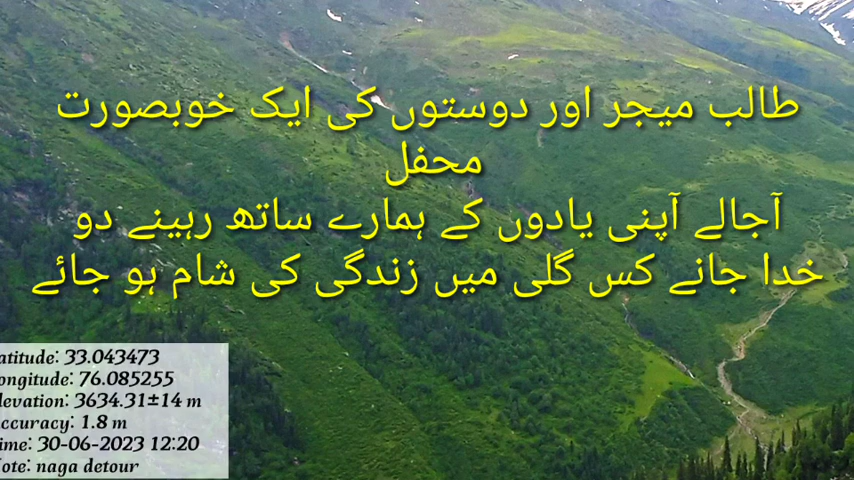 طالب میجر اور دوستوں کی ایک خوبصورت
محفل
آجالے آپنی یادوں کے ہمارے ساتھ رہینے دو
خدا جانے کس گلی میں زندگی کی شام ہو جائے
atitude: 33.043473
ongitude: 76.085255
levation: 3634.31±14 m
ccuracy: 1.8 m
ime: 30-06-2023 12:20
ote: naga detour